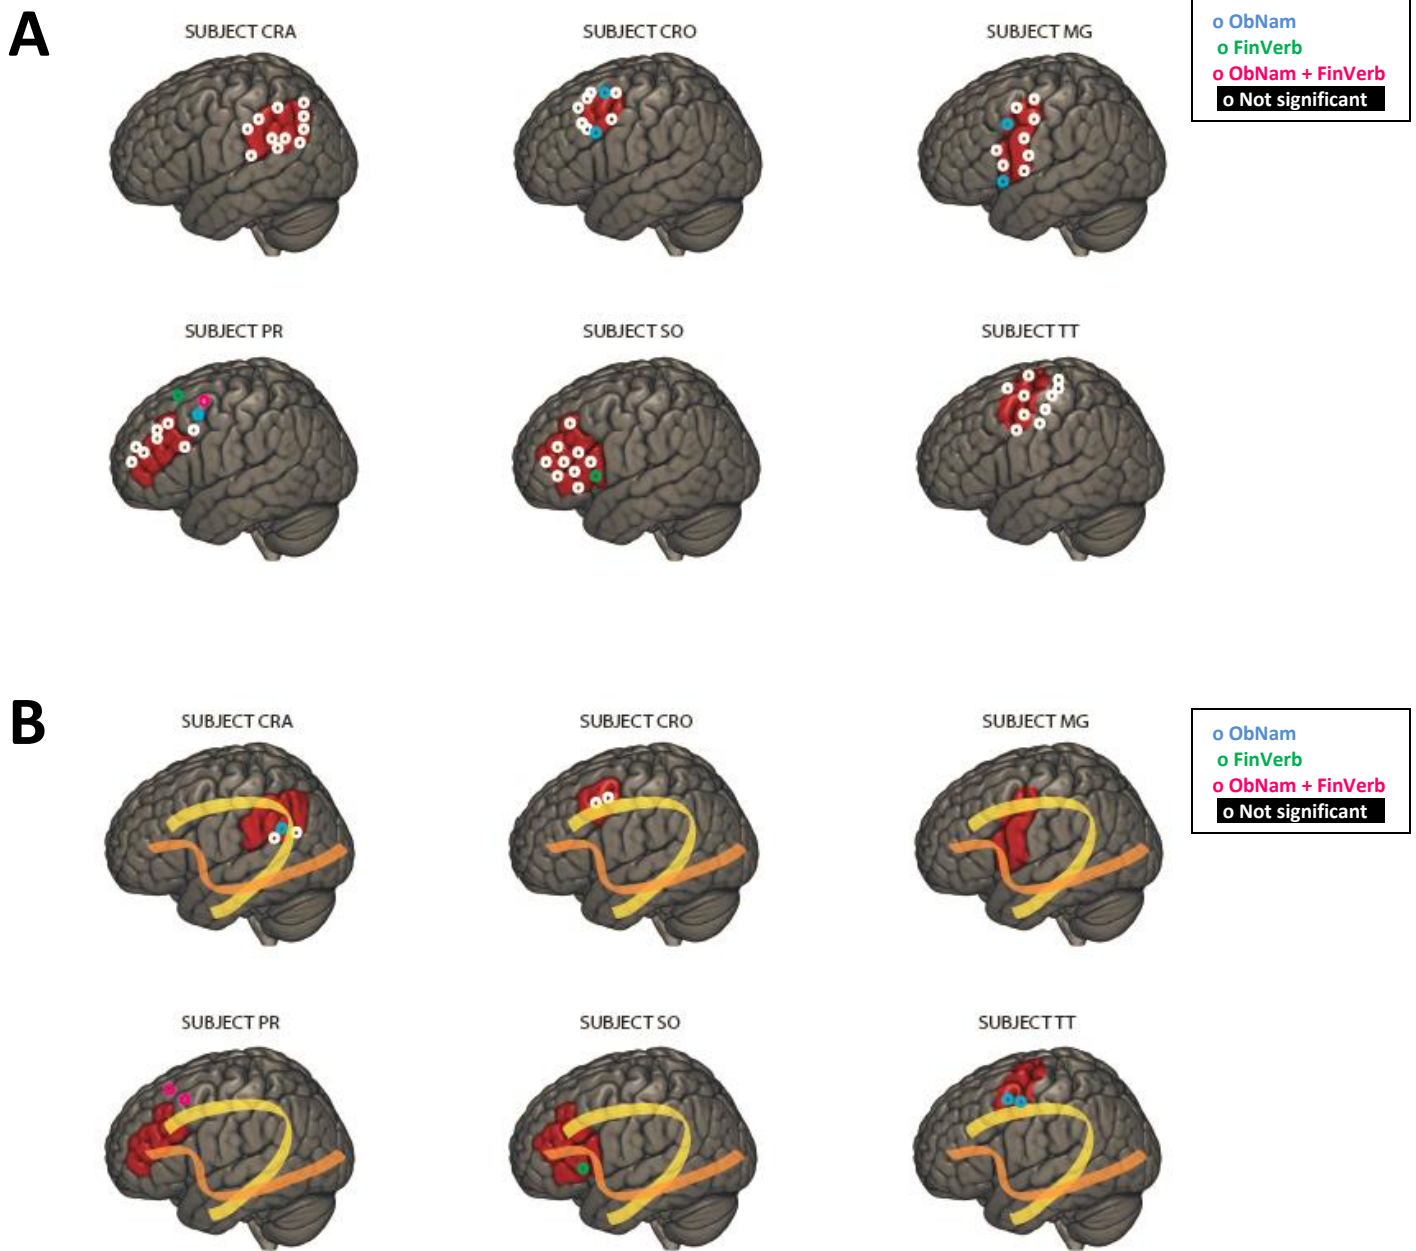 A
SUBJECT CRA
SUBJECT CRO
SUBJECT MG
o ObNam
o FinVerb
o ObNam + FinVerb
o Not significant
SUBJECT PR
SUBJECT SO
SUBJECT TT
B
SUBJECT CRA
SUBJECT CRO
SUBJECT MG
o ObNam
o FinVerb
o ObNam + FinVerb
o Not significant
SUBJECT PR
SUBJECT SO
SUBJECT TT